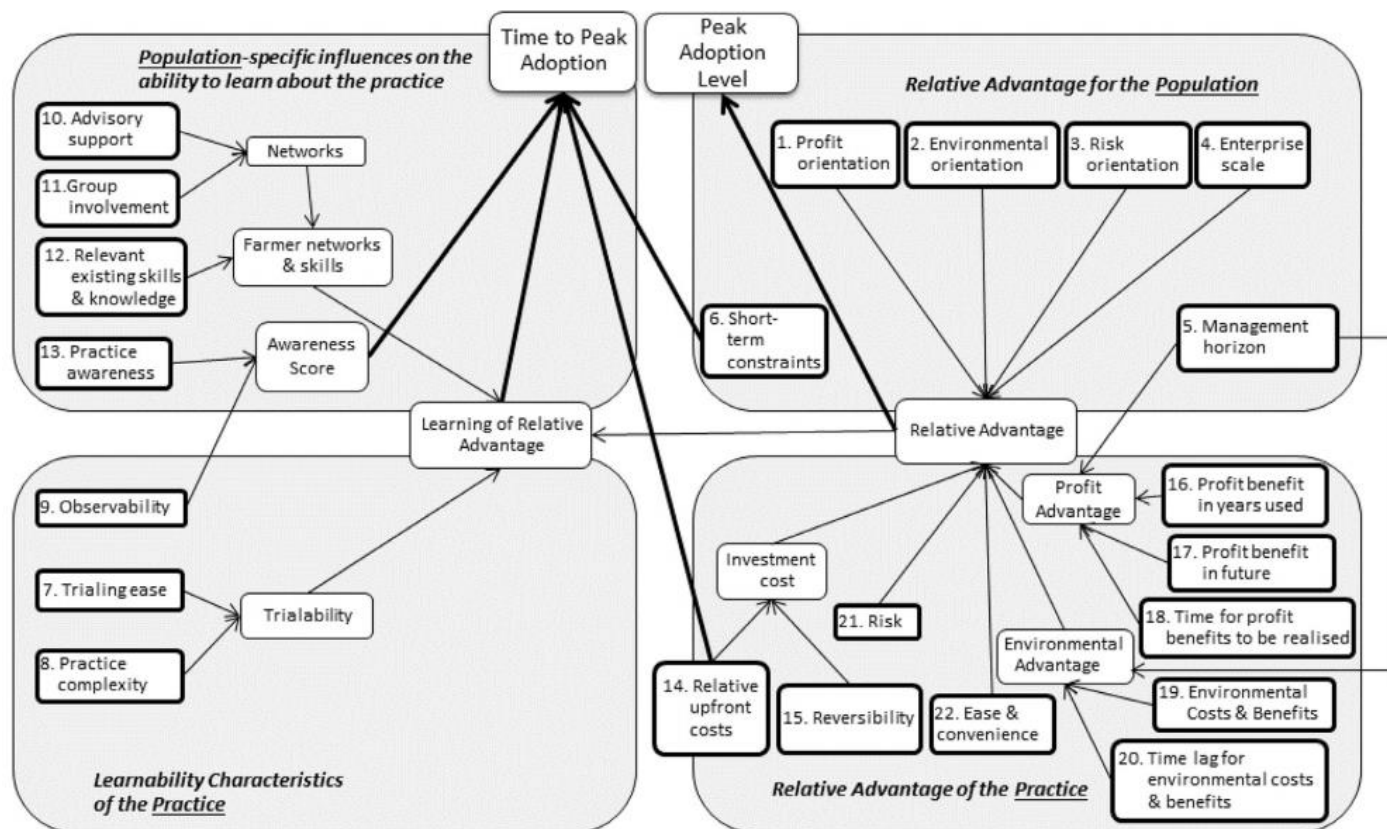 Time to Peak
Adoption
Peak
Adoption
Level
Population-specific influences on the
ability to learn about the practice
10. Advisory
support
Networks
11.Group
involvement
12. Relevant
existing skills
& knowledge
Farmer networks
& skills
13. Practice
awareness
Awareness
Score
Learning of Relative
Advantage
Relative Advantage for the Population
1. Profit
orientation
2. Environmental
orientation
3. Risk
orientation
4. Enterprise
scale
6. Short-
term
constraints
5. Management
horizon
Relative Advantage
9. Observability
7. Trialing ease
Trialability
8. Practice
complexity
Learnability Characteristics
of the Practice
Profit
Advantage
16. Profit benefit
in years used
17. Profit benefit
in future
18. Time for profit
benefits to be realised
Investment
cost
21. Risk
Environmental
Advantage
14. Relative
upfront
costs
15. Reversibility
22. Ease &
convenience
19. Environmental
Costs & Benefits
20. Time lag for
environmental costs
& benefits
Relative Advantage of the Practice